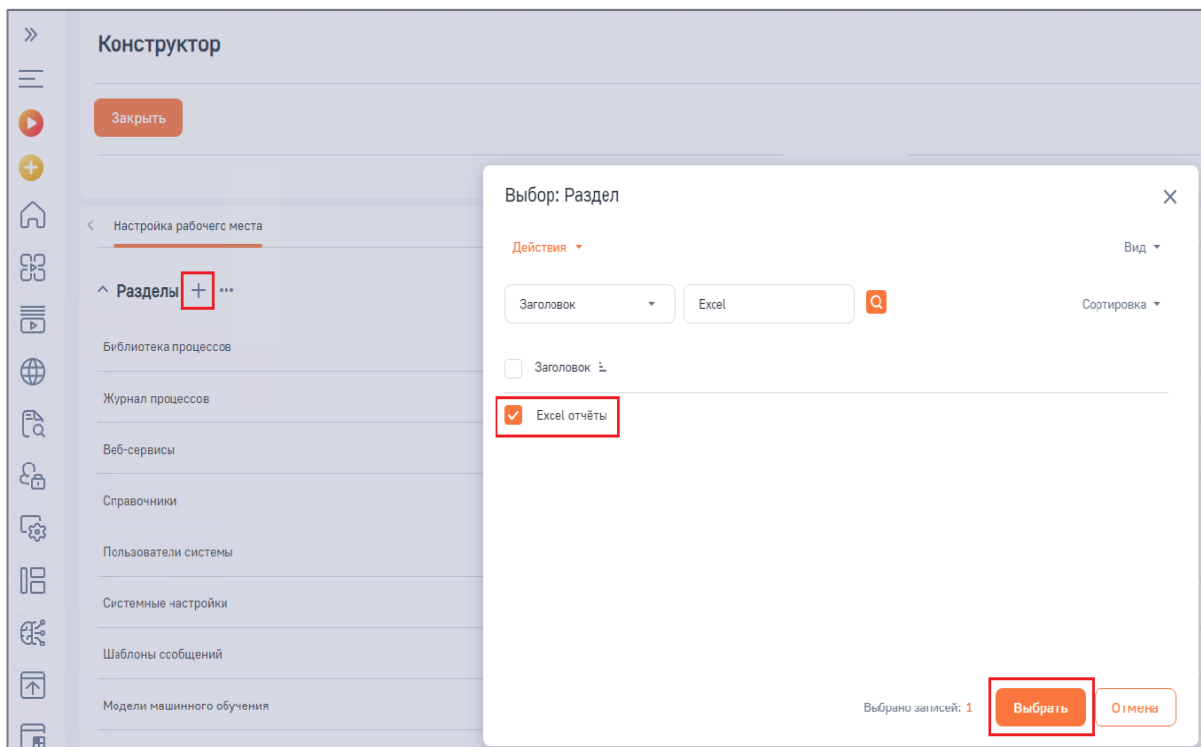 Конструктор
Закрыть
Настройка рабочего места
Разделы
Библиотека процессов
Журнал процессов
Веб-сервисы
Справочники
Пользователи системы
Системные настройки
Шаблоны ссобщений
Модели машинного обучения
Выбор: Раздел
Действия
Вид
Заголовок
Excel
Сортировка
Заголовок
Excel отчёты
Выбрано записей: 1
Выбрать
Отмена